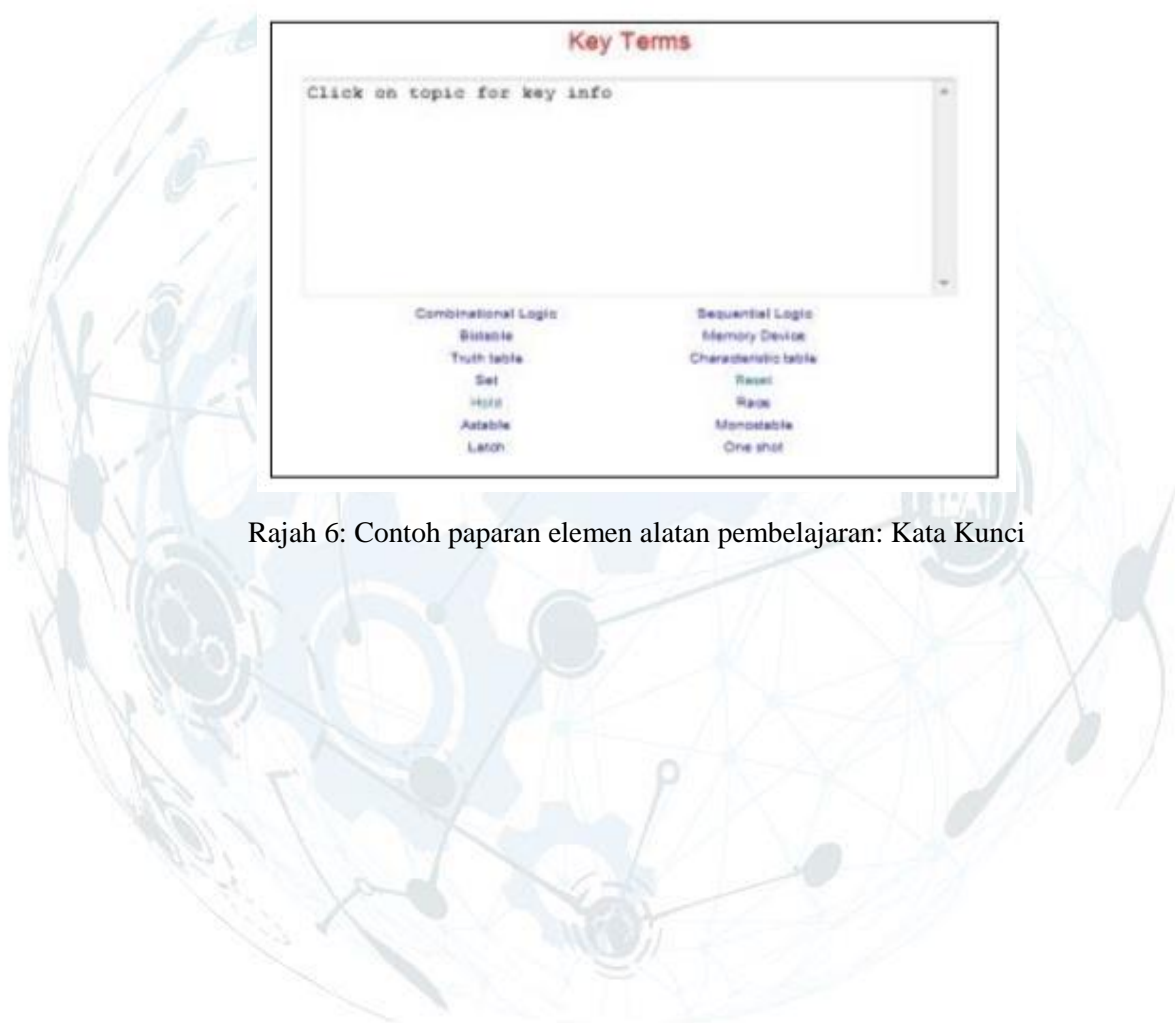 Key Terms
Click on topic for key info
Combinational Logic Sequential Logic
Bistable Memory Device
Truth table Characteristic table
Set Reset
Hold Race
Astable Monostable
Latch One shot
Rajah 6: Contoh paparan elemen alatan pembelajaran: Kata Kunci